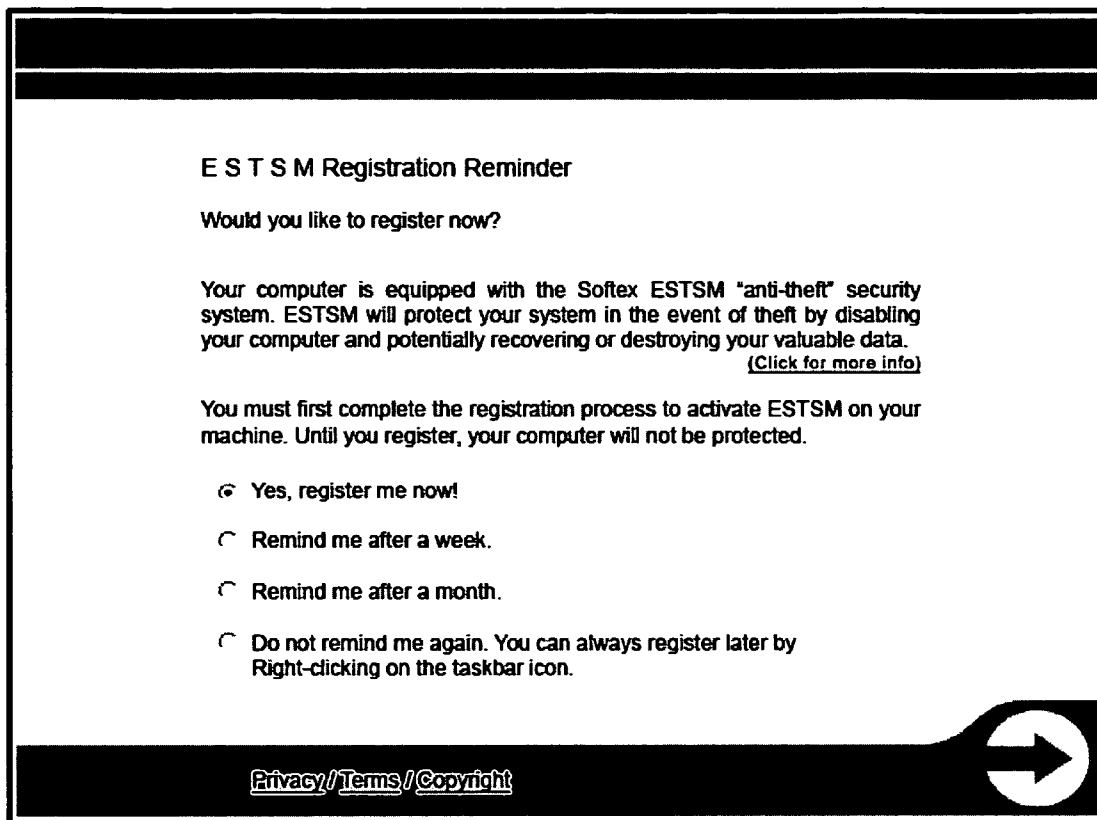 E S T S M Registration Reminder
Would you like to register now?
Your computer is equipped with the Softex ESTSM "anti-theft" security
system. ESTSM will protect your system in the event of theft by disabling
your computer and potentially recovering or destroying your valuable data.
(Click for more info)
You must first complete the registration process to activate ESTSM on your
machine. Until you register, your computer will not be protected.
Yes, register me now!
Remind me after a week.
Remind me after a month.
Do not remind me again. You can always register later by
Right-clicking on the taskbar icon.
Privacy / Terms / Copyright